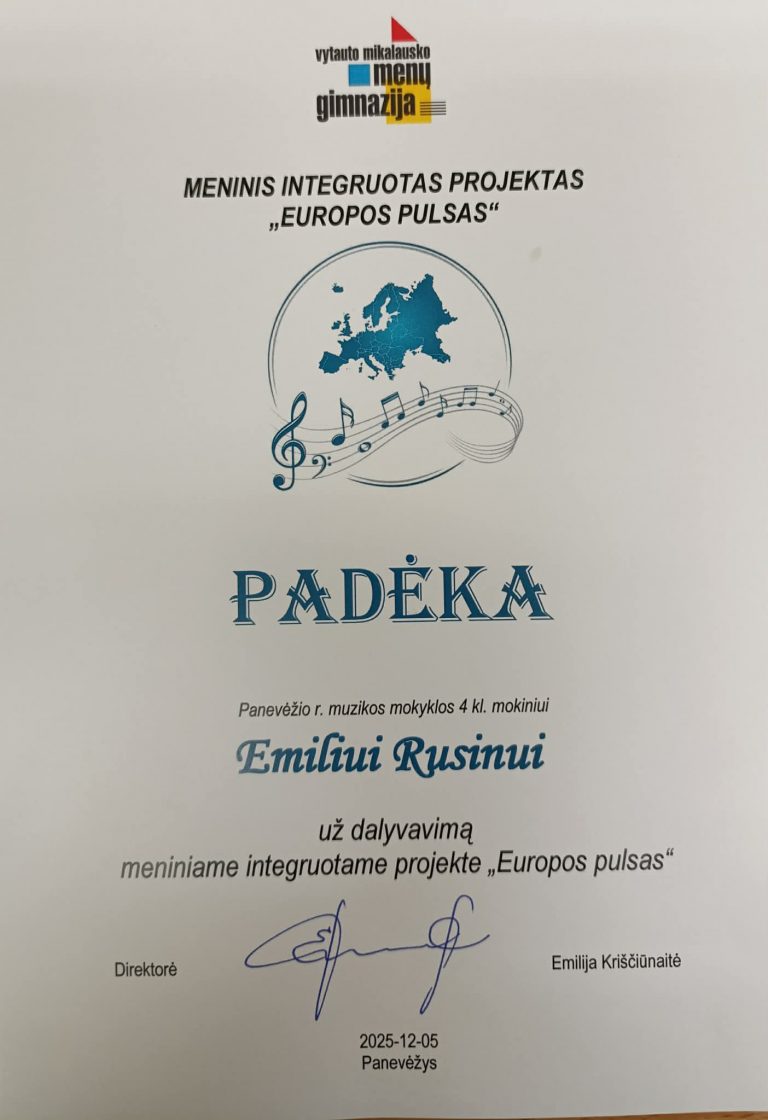 vytauto mikalausko
menų
gimnazija
MENINIS INTEGRUOTAS PROJEKTAS
„EUROPOS PULSAS“
PADĖKA
Panevėžio r. muzikos mokyklos 4 kl. mokiniui
Emiliui Rusinui
už dalyvavimą
meniniame integruotame projekte „Europos pulsas“
Direktorė
Emilija Kriščiūnaitė
2025-12-05
Panevėžys